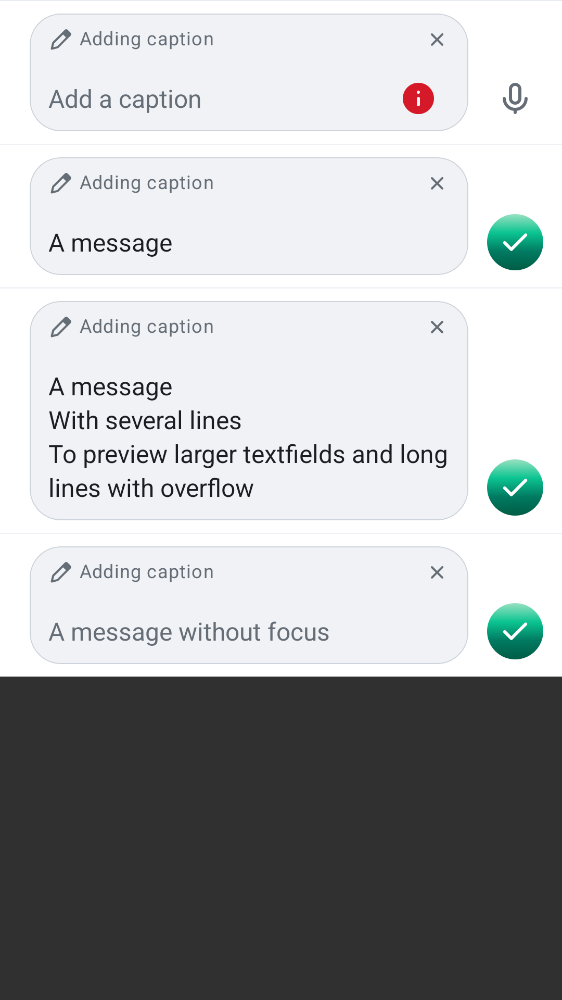 Adding caption
Add a caption
Adding caption
A message
Adding caption
A message
With several lines
To preview larger textfields and long
lines with overflow
Adding caption
A message without focus